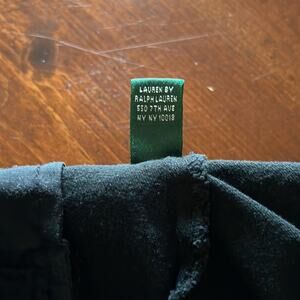 LAUREN BY
RALPH LAUREN
550 7TH AVE
NY NY 10018